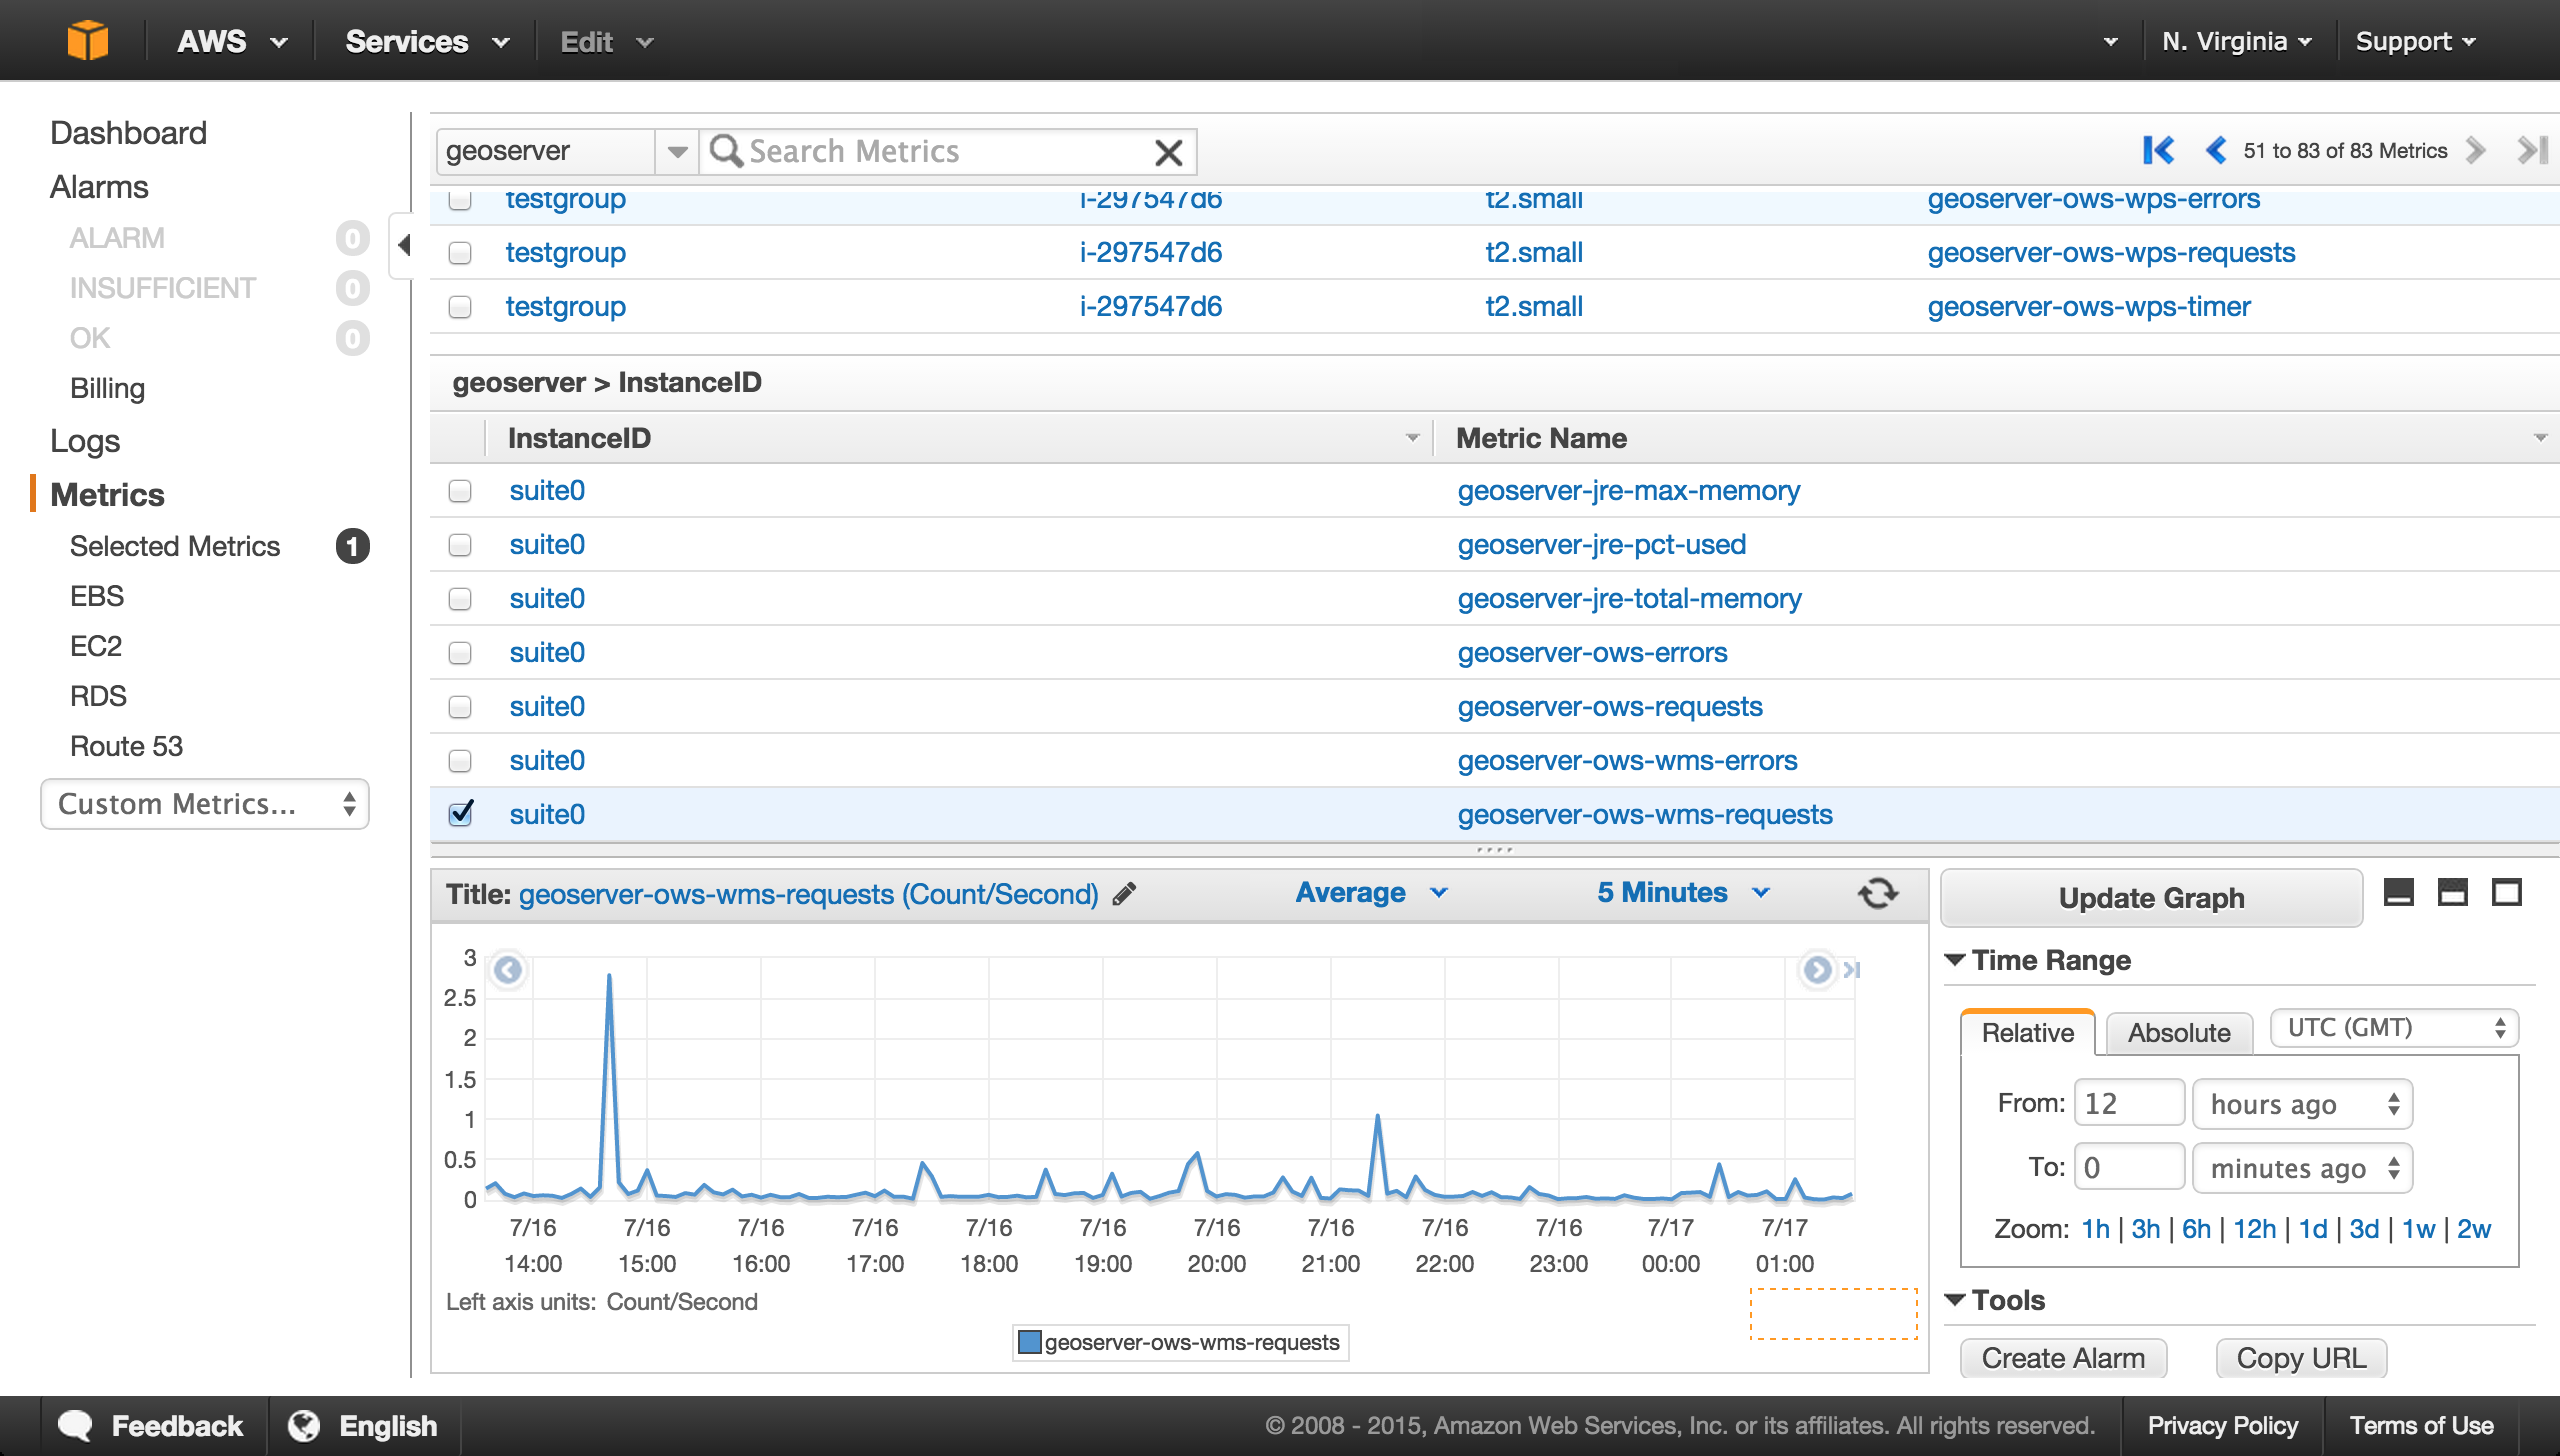 AWS Services Edit N. Virginia Support
Dashboard
Alarms
ALARM 0
INSUFFICIENT 0
OK 0
Billing
Logs
Metrics
Selected Metrics 1
EBS
EC2
RDS
Route 53
Custom Metrics...
geoserver Search Metrics 51 to 83 of 83 Metrics
testgroup i-297547d6 t2.small geoserver-ows-wps-errors
testgroup i-297547d6 t2.small geoserver-ows-wps-requests
testgroup i-297547d6 t2.small geoserver-ows-wps-timer
geoserver > InstanceID
InstanceID Metric Name
suite0 geoserver-jre-max-memory
suite0 geoserver-jre-pct-used
suite0 geoserver-jre-total-memory
suite0 geoserver-ows-errors
suite0 geoserver-ows-requests
suite0 geoserver-ows-wms-errors
suite0 geoserver-ows-wms-requests
Title: geoserver-ows-wms-requests (Count/Second) Average 5 Minutes
3
2.5
2
1.5
1
0.5
0
7/16 7/16 7/16 7/16 7/16 7/16 7/16 7/16 7/16 7/16 7/17 7/17
14:00 15:00 16:00 17:00 18:00 19:00 20:00 21:00 22:00 23:00 00:00 01:00
Left axis units: Count/Second
geoserver-ows-wms-requests
Update Graph
Time Range
Relative Absolute UTC (GMT)
From: 12 hours ago
To: 0 minutes ago
Zoom: 1h | 3h | 6h | 12h | 1d | 3d | 1w | 2w
Tools
Create Alarm Copy URL
Feedback English © 2008 - 2015, Amazon Web Services, Inc. or its affiliates. All rights reserved. Privacy Policy Terms of Use